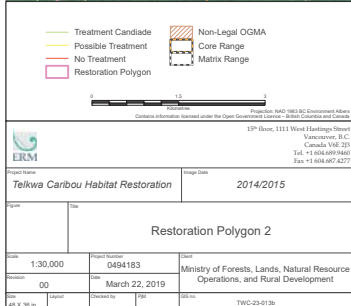 Treatment Candiade
Possible Treatment
No Treatment
Restoration Polygon
Non-Legal OGMA
Core Range
Matrix Range
0 1.5 3
Kilometres
Projection: NAD 1983 BC Environment Albers
Contains information licensed under the Open Government Licence – British Columbia and Canada
ERM
15th floor, 1111 West Hastings Street
Vancouver, B.C.
Canada V6E 2J3
Tel. +1 604.689.9460
Fax +1 604.687.4277
Project Name
Telkwa Caribou Habitat Restoration
Image Date
2014/2015
Figure
Title
Restoration Polygon 2
Scale
1:30,000
Project Number
0494183
Client
Ministry of Forests, Lands, Natural Resource
Operations, and Rural Development
Revision
00
Date
March 22, 2019
Size
48 X 36 in
Layout
Checked by
PjM
GIS no.
TWC-23-013b